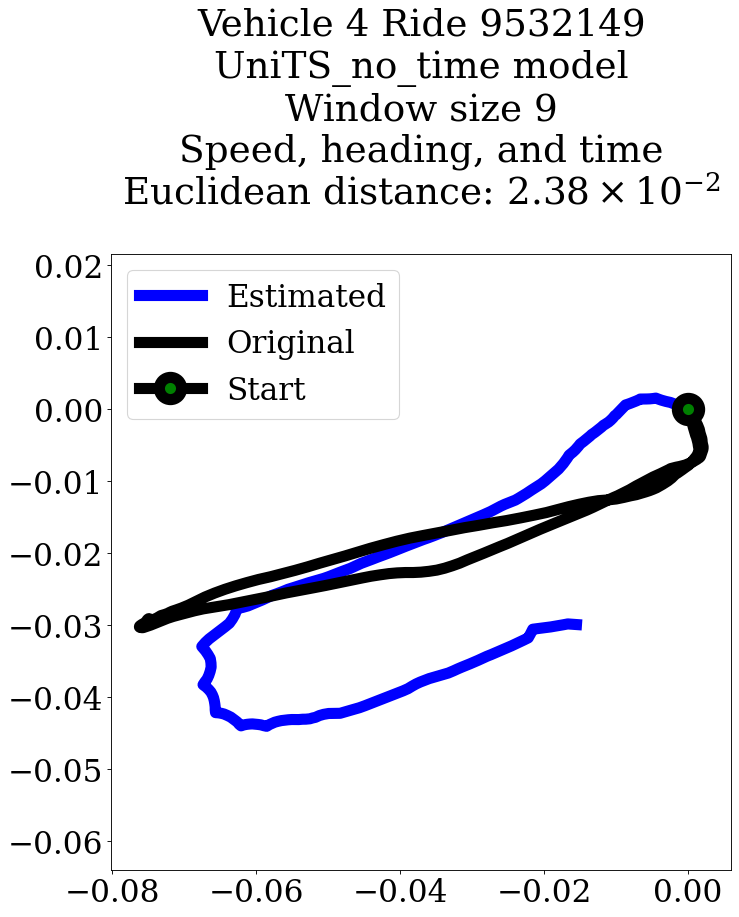 Vehicle 4 Ride 9532149
UniTS_no_time model
Window size 9
Speed, heading, and time
Euclidean distance: 2.38 × 10⁻²
Estimated
Original
Start
0.02
0.01
0.00
−0.01
−0.02
−0.03
−0.04
−0.05
−0.06
−0.08 −0.06 −0.04 −0.02 0.00